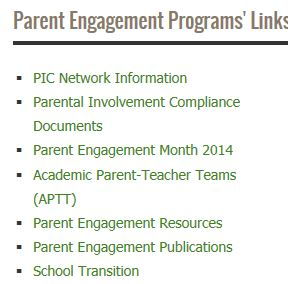 Parent Engagement Programs' Links
PIC Network Information
Parental Involvement Compliance
Documents
Parent Engagement Month 2014
Academic Parent-Teacher Teams
(APTT)
Parent Engagement Resources
Parent Engagement Publications
School Transition